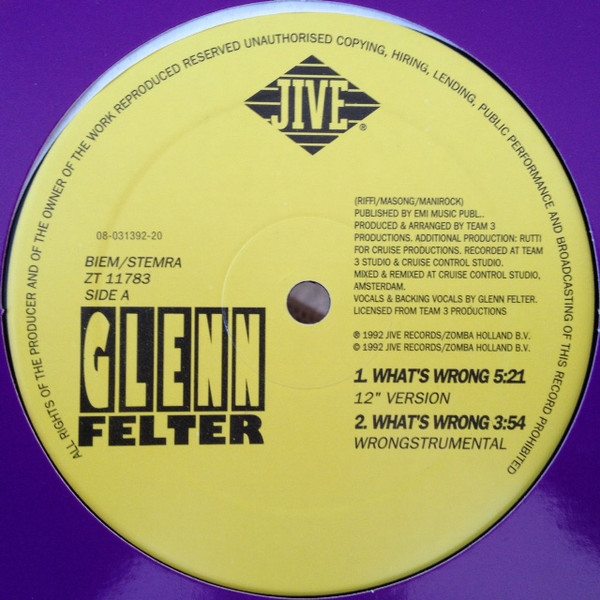 ALL RIGHTS OF THE PRODUCER AND OF THE OWNER OF THE WORK REPRODUCED RESERVED UNAUTHORISED COPYING, HIRING, LENDING, PUBLIC PERFORMANCE AND BROADCASTING OF THIS RECORD PROHIBITED
JIVE®
08-031392-20
BIEM/STEMRA
ZT 11783
SIDE A
GLENN
FELTER
(RIFFI/MASONG/MANIROCK)
PUBLISHED BY EMI MUSIC PUBL..
PRODUCED & ARRANGED BY TEAM 3
PRODUCTIONS. ADDITIONAL PRODUCTION: RUTTI
FOR CRUISE PRODUCTIONS. RECORDED AT TEAM
3 STUDIO & CRUISE CONTROL STUDIO.
MIXED & REMIXED AT CRUISE CONTROL STUDIO,
AMSTERDAM.
VOCALS & BACKING VOCALS BY GLENN FELTER.
LICENSED FROM TEAM 3 PRODUCTIONS
℗ 1992 JIVE RECORDS/ZOMBA HOLLAND B.V.
© 1992 JIVE RECORDS/ZOMBA HOLLAND B.V.
1. WHAT'S WRONG 5:21
12" VERSION
2. WHAT'S WRONG 3:54
WRONGSTRUMENTAL